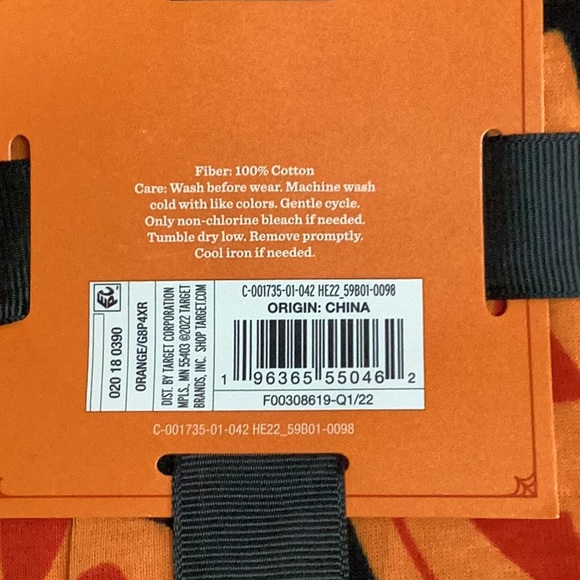 Fiber: 100% Cotton
Care: Wash before wear. Machine wash
cold with like colors. Gentle cycle.
Only non-chlorine bleach if needed.
Tumble dry low. Remove promptly.
Cool iron if needed.
020 18 0390
ORANGE/G8P4XR
DIST. BY TARGET CORPORATION
MPLS, MN 55403 ©2022 TARGET
BRANDS, INC. SHOP TARGET.COM
C-001735-01-042 HE22_59B01-0098
ORIGIN: CHINA
1 96365 55046 2
F00308619-Q1/22
C-001735-01-042 HE22_59B01-0098